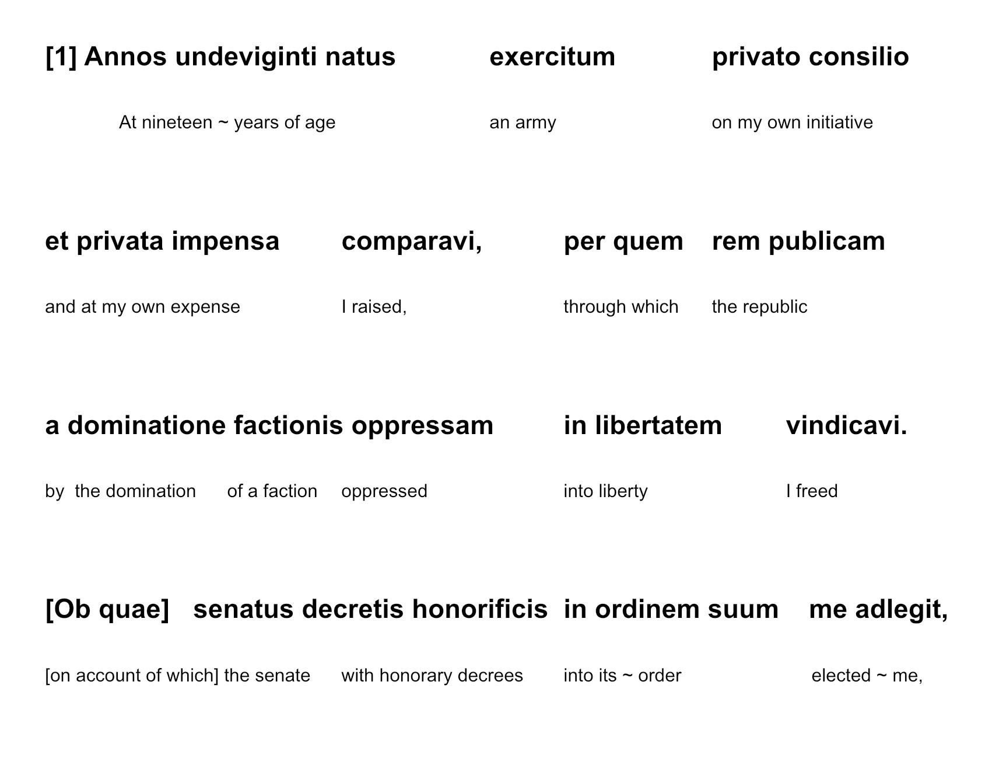 [1] Annos undeviginti natus exercitum privato consilio
At nineteen ~ years of age an army on my own initiative
et privata impensa comparavi, per quem rem publicam
and at my own expense I raised, through which the republic
a dominatione factionis oppressam in libertatem vindicavi.
by the domination of a faction oppressed into liberty I freed
[Ob quae] senatus decretis honorificis in ordinem suum me adlegit,
[on account of which] the senate with honorary decrees into its ~ order elected ~ me,